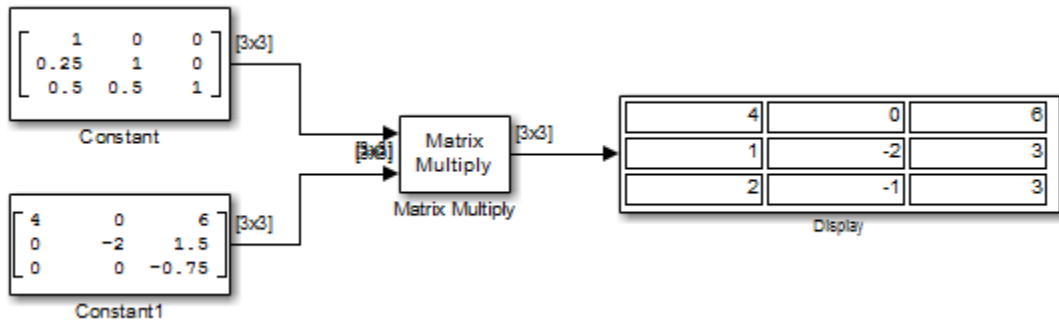 1 0 0
0.25 1 0
0.5 0.5 1
[3x3]
Constant
4 0 6
0 -2 1.5
0 0 -0.75
[3x3]
Constant1
[3x3]
Matrix
Multiply
Matrix Multiply
[3x3]
4 0 6
1 -2 3
2 -1 3
Display